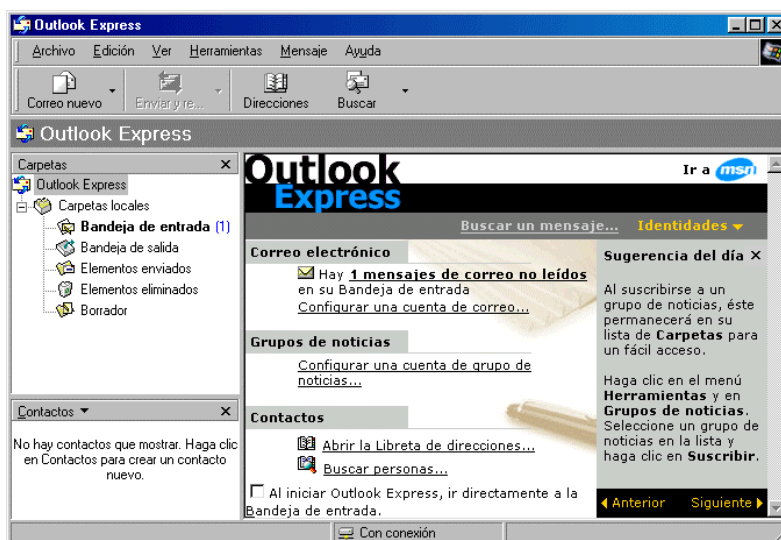 Outlook Express
Archivo Edición Ver Herramientas Mensaje Ayuda
Correo nuevo Enviar y re... Direcciones Buscar
Outlook Express
Carpetas
Outlook Express
Carpetas locales
Bandeja de entrada (1)
Bandeja de salida
Elementos enviados
Elementos eliminados
Borrador
Contactos
No hay contactos que mostrar. Haga clic
en Contactos para crear un contacto
nuevo.
Outlook
Express
Ir a msn
Buscar un mensaje... Identidades
Correo electrónico
Hay 1 mensajes de correo no leídos
en su Bandeja de entrada
Configurar una cuenta de correo...
Grupos de noticias
Configurar una cuenta de grupo de
noticias...
Contactos
Abrir la Libreta de direcciones...
Buscar personas...
Al iniciar Outlook Express, ir directamente a la
Bandeja de entrada.
Sugerencia del día
Al suscribirse a un
grupo de noticias, éste
permanecerá en su
lista de Carpetas para
un fácil acceso.
Haga clic en el menú
Herramientas y en
Grupos de noticias.
Seleccione un grupo de
noticias en la lista y
haga clic en Suscribir.
Anterior Siguiente
Con conexión